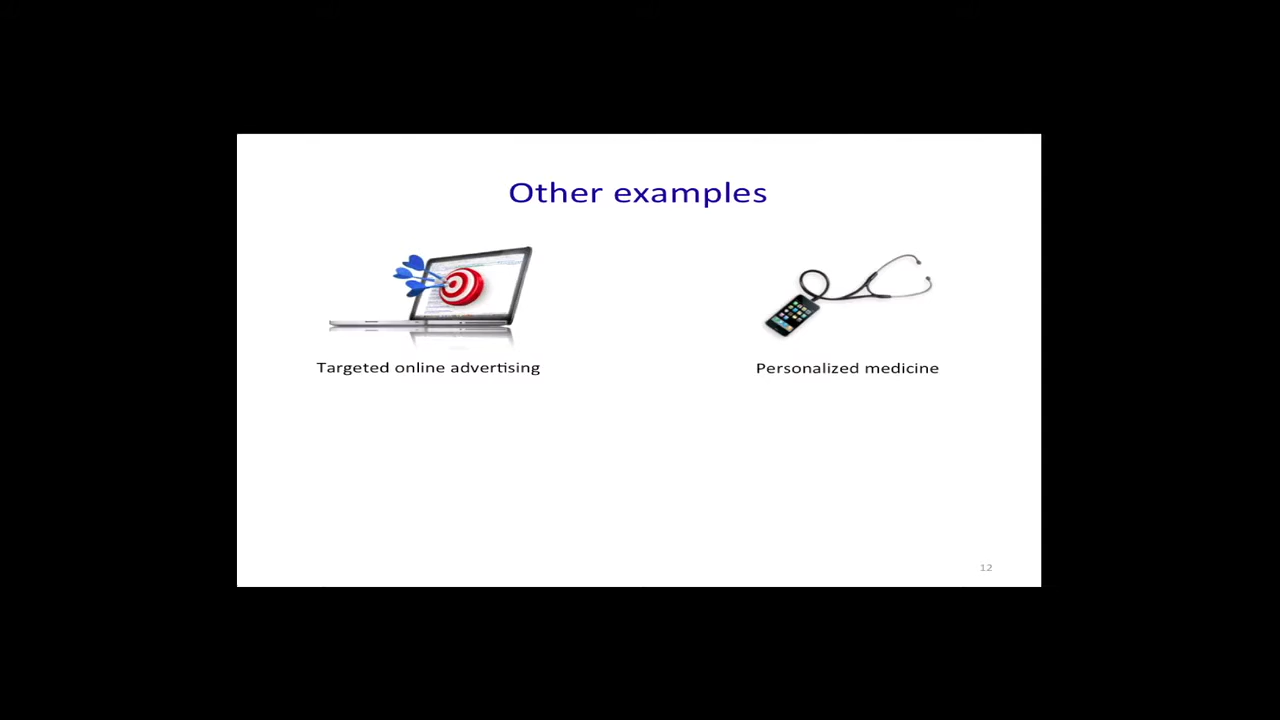 Other examples
Targeted online advertising
Personalized medicine
12